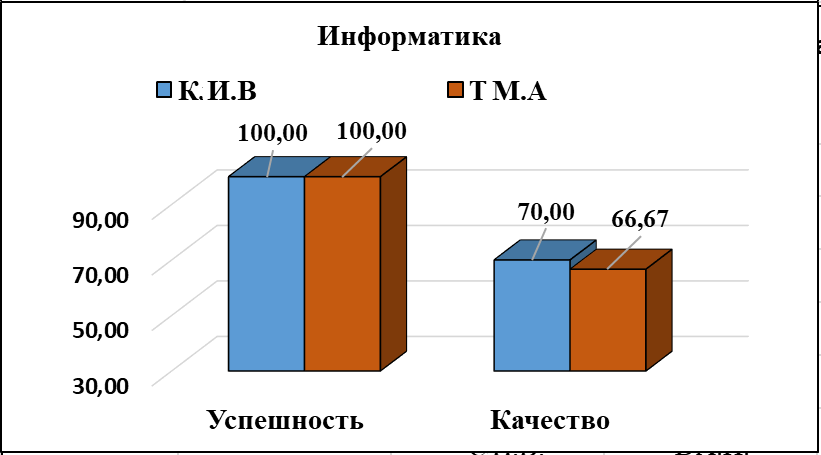 Информатика
К.И.В
Т М.А
100,00
100,00
70,00
66,67
90,00
70,00
50,00
30,00
Успешность
Качество